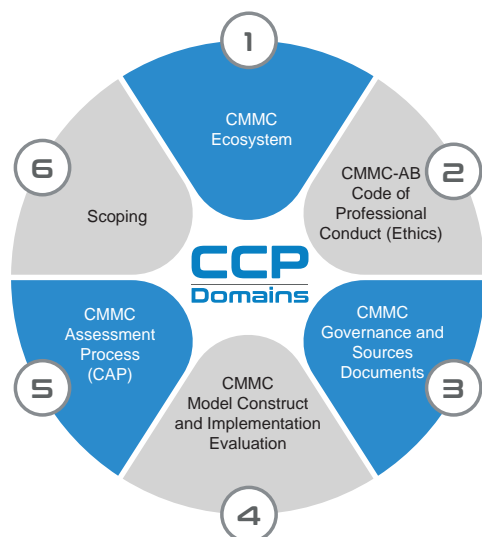 1
CMMC
Ecosystem
2
CMMC-AB
Code of
Professional
Conduct (Ethics)
3
CMMC
Governance and
Sources
Documents
4
CMMC
Model Construct
and Implementation
Evaluation
5
CMMC
Assessment
Process
(CAP)
6
Scoping
CCP
Domains